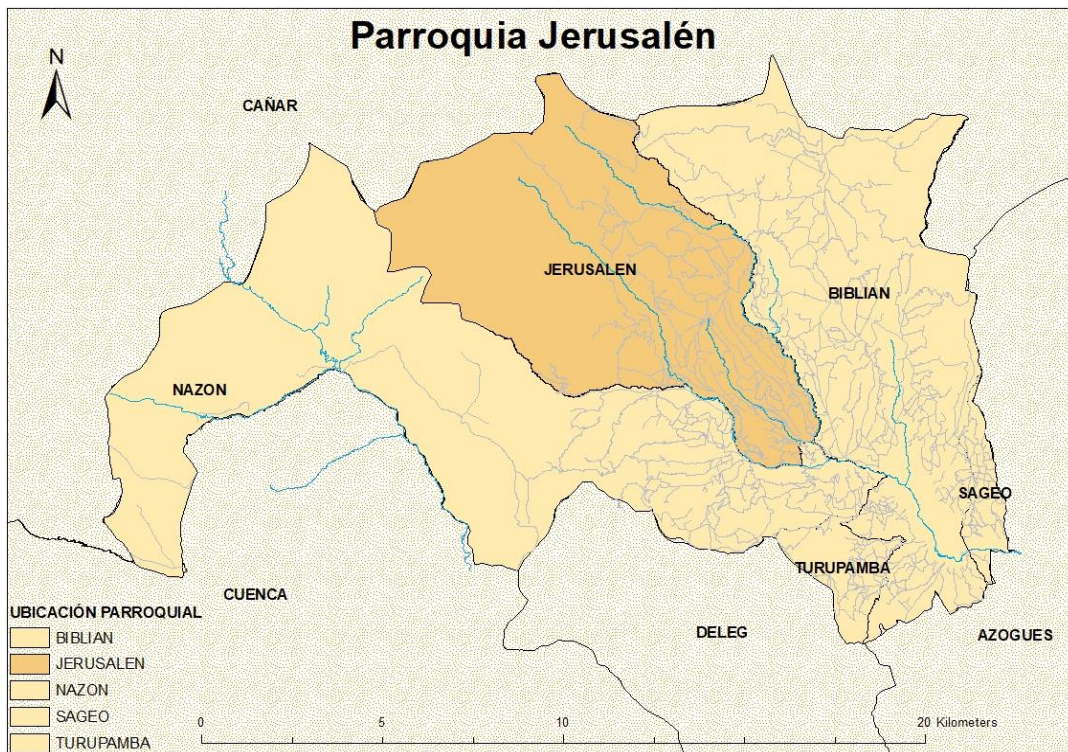 Parroquia Jerusalén
N
CAÑAR
JERUSALEN
BIBLIAN
NAZON
SAGEO
TURUPAMBA
CUENCA
DELEG
AZOGUES
UBICACIÓN PARROQUIAL
BIBLIAN
JERUSALEN
NAZON
SAGEO
TURUPAMBA
0 5 10 20 Kilometers